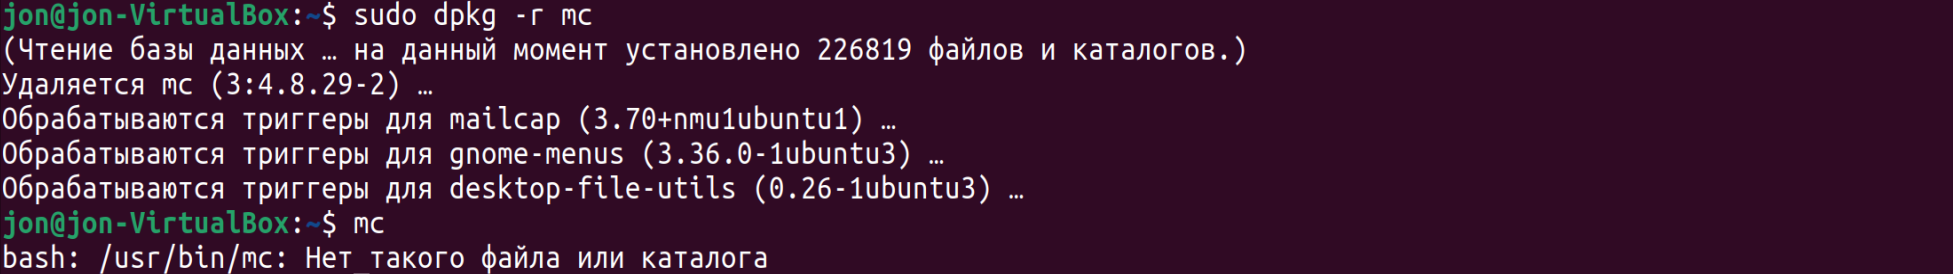 jon@jon-VirtualBox:~$ sudo dpkg -r mc
(Чтение базы данных … на данный момент установлено 226819 файлов и каталогов.)
Удаляется mc (3:4.8.29-2) …
Обрабатываются триггеры для mailcap (3.70+nmu1ubuntu1) …
Обрабатываются триггеры для gnome-menus (3.36.0-1ubuntu3) …
Обрабатываются триггеры для desktop-file-utils (0.26-1ubuntu3) …
jon@jon-VirtualBox:~$ mc
bash: /usr/bin/mc: Нет такого файла или каталога